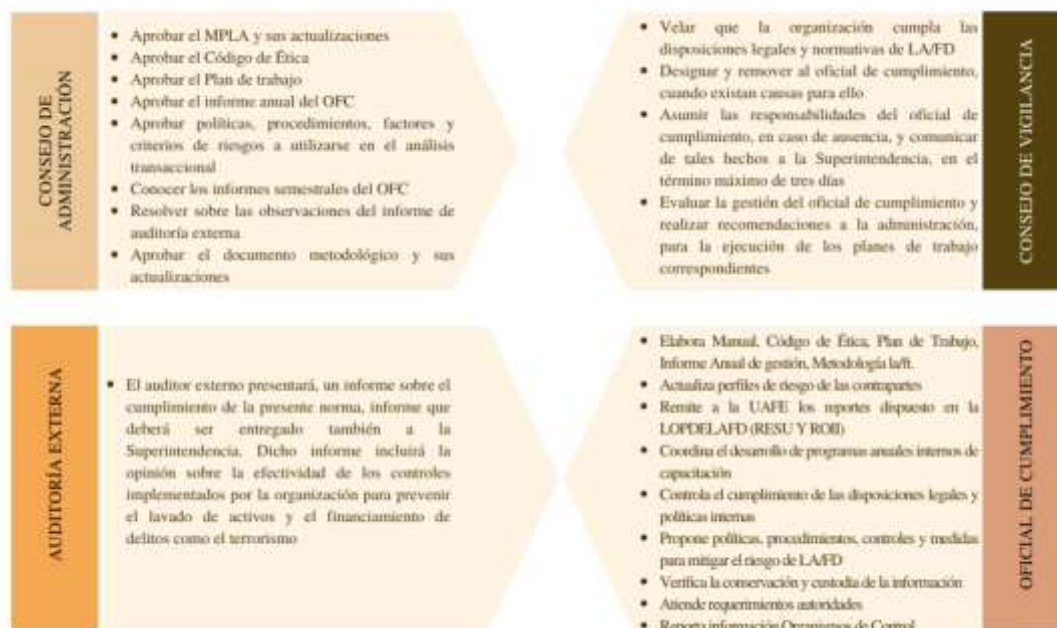 CONSEJO DE
ADMINISTRACIÓN
• Aprobar el MPLA y sus actualizaciones
• Aprobar el Código de Ética
• Aprobar el Plan de trabajo
• Aprobar el informe anual del OFC
• Aprobar políticas, procedimientos, factores y
criterios de riesgos a utilizarse en el análisis
transaccional
• Conocer los informes semestrales del OFC
• Resolver sobre las observaciones del informe de
auditoría externa
• Aprobar el documento metodológico y sus
actualizaciones
• Velar que la organización cumpla las
disposiciones legales y normativas de LA/FD
• Designar y remover al oficial de cumplimiento,
cuando existan causas para ello
• Asumir las responsabilidades del oficial de
cumplimiento, en caso de ausencia, y comunicar
de tales hechos a la Superintendencia, en el
término máximo de tres días
• Evaluar la gestión del oficial de cumplimiento y
realizar recomendaciones a la administración,
para la ejecución de los planes de trabajo
correspondientes
CONSEJO DE VIGILANCIA
AUDITORÍA EXTERNA
• El auditor externo presentará, un informe sobre el
cumplimiento de la presente norma, informe que
deberá ser entregado también a la
Superintendencia. Dicho informe incluirá la
opinión sobre la efectividad de los controles
implementados por la organización para prevenir
el lavado de activos y el financiamiento de
delitos como el terrorismo
• Elabora Manual, Código de Ética, Plan de Trabajo,
Informe Anual de gestión, Metodología la/ft.
• Actualiza perfiles de riesgo de las contrapartes
• Remite a la UAFE los reportes dispuesto en la
LOPDELAFD (RESU Y ROII)
• Coordina el desarrollo de programas anuales internos de
capacitación
• Controla el cumplimiento de las disposiciones legales y
políticas internas
• Propone políticas, procedimientos, controles y medidas
para mitigar el riesgo de LA/FD
• Verifica la conservación y custodia de la información
• Atiende requerimientos autoridades
• Reporta información Organismos de Control
OFICIAL DE CUMPLIMIENTO